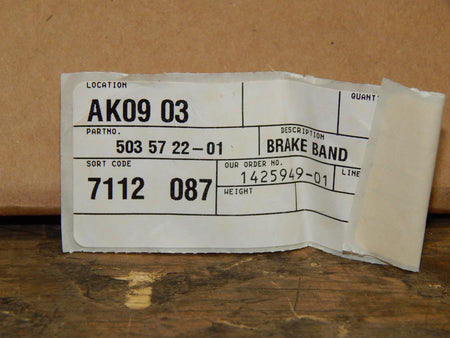 LOCATION
AK09 03
QUANT
PARTNO.
503 57 22-01
DESCRIPTION
BRAKE BAND
SORT CODE
7112 087
OUR ORDER NO.
1425949-01
LINE
WEIGHT